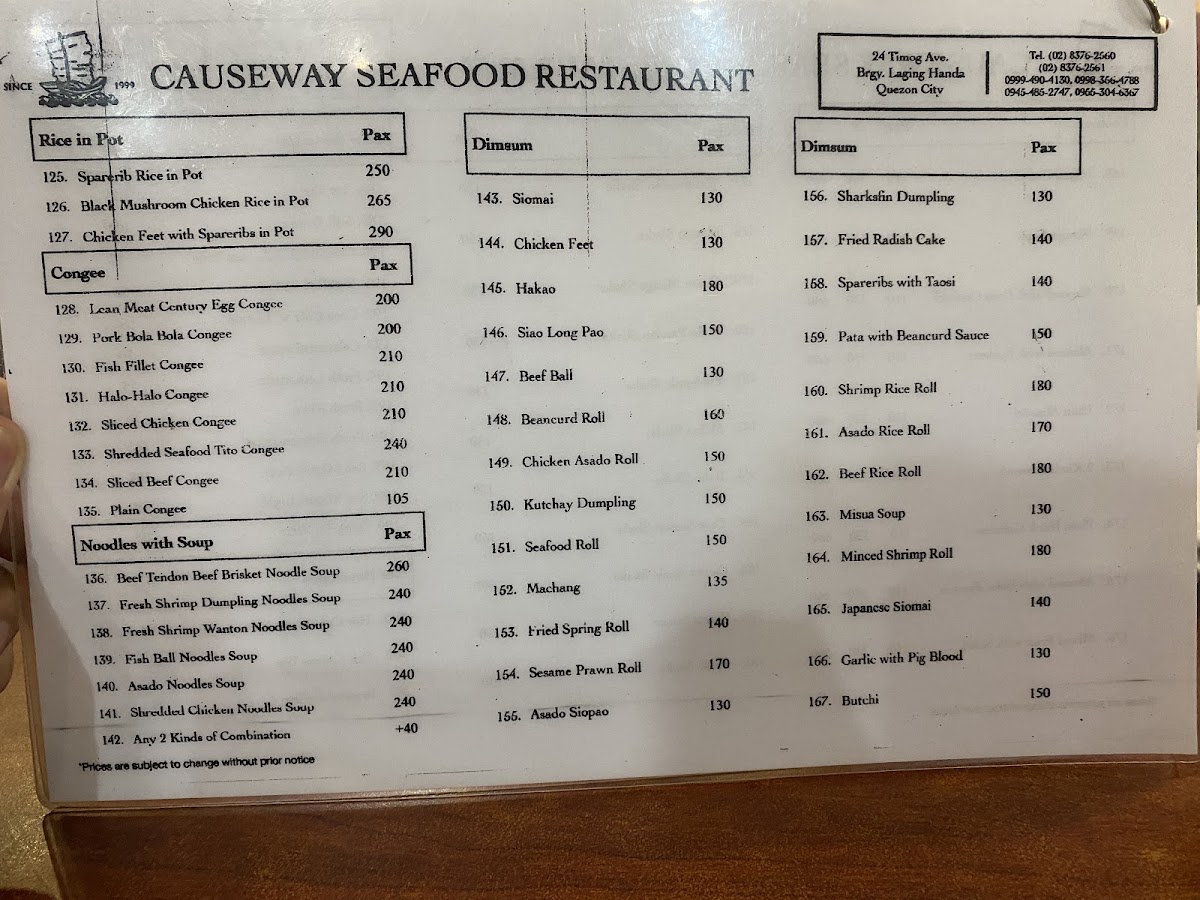 SINCE 1999 CAUSEWAY SEAFOOD RESTAURANT
24 Timog Ave.
Brgy. Laging Handa
Quezon City
Tel. (02) 8376-2560
(02) 8376-2561
0999-490-4130, 0998-366-4788
0945-485-2747, 0966-304-6367
Rice in Pot Pax
125. Sparerib Rice in Pot 250
126. Black Mushroom Chicken Rice in Pot 265
127. Chicken Feet with Spareribs in Pot 290
Congee Pax
128. Lean Meat Century Egg Congee 200
129. Pork Bola Bola Congee 200
130. Fish Fillet Congee 210
131. Halo-Halo Congee 210
132. Sliced Chicken Congee 210
133. Shredded Seafood Tito Congee 240
134. Sliced Beef Congee 210
135. Plain Congee 105
Noodles with Soup Pax
136. Beef Tendon Beef Brisket Noodle Soup 260
137. Fresh Shrimp Dumpling Noodles Soup 240
138. Fresh Shrimp Wanton Noodles Soup 240
139. Fish Ball Noodles Soup 240
140. Asado Noodles Soup 240
141. Shredded Chicken Noodles Soup 240
142. Any 2 Kinds of Combination +40
*Prices are subject to change without prior notice
Dimsum Pax
143. Siomai 130
144. Chicken Feet 130
145. Hakao 180
146. Siao Long Pao 150
147. Beef Ball 130
148. Beancurd Roll 160
149. Chicken Asado Roll 150
150. Kutchay Dumpling 150
151. Seafood Roll 150
152. Machang 135
153. Fried Spring Roll 140
154. Sesame Prawn Roll 170
155. Asado Siopao 130
Dimsum Pax
156. Sharksfin Dumpling 130
157. Fried Radish Cake 140
158. Spareribs with Taosi 140
159. Pata with Beancurd Sauce 150
160. Shrimp Rice Roll 180
161. Asado Rice Roll 170
162. Beef Rice Roll 180
163. Misua Soup 130
164. Minced Shrimp Roll 180
165. Japanese Siomai 140
166. Garlic with Pig Blood 130
167. Butchi 150